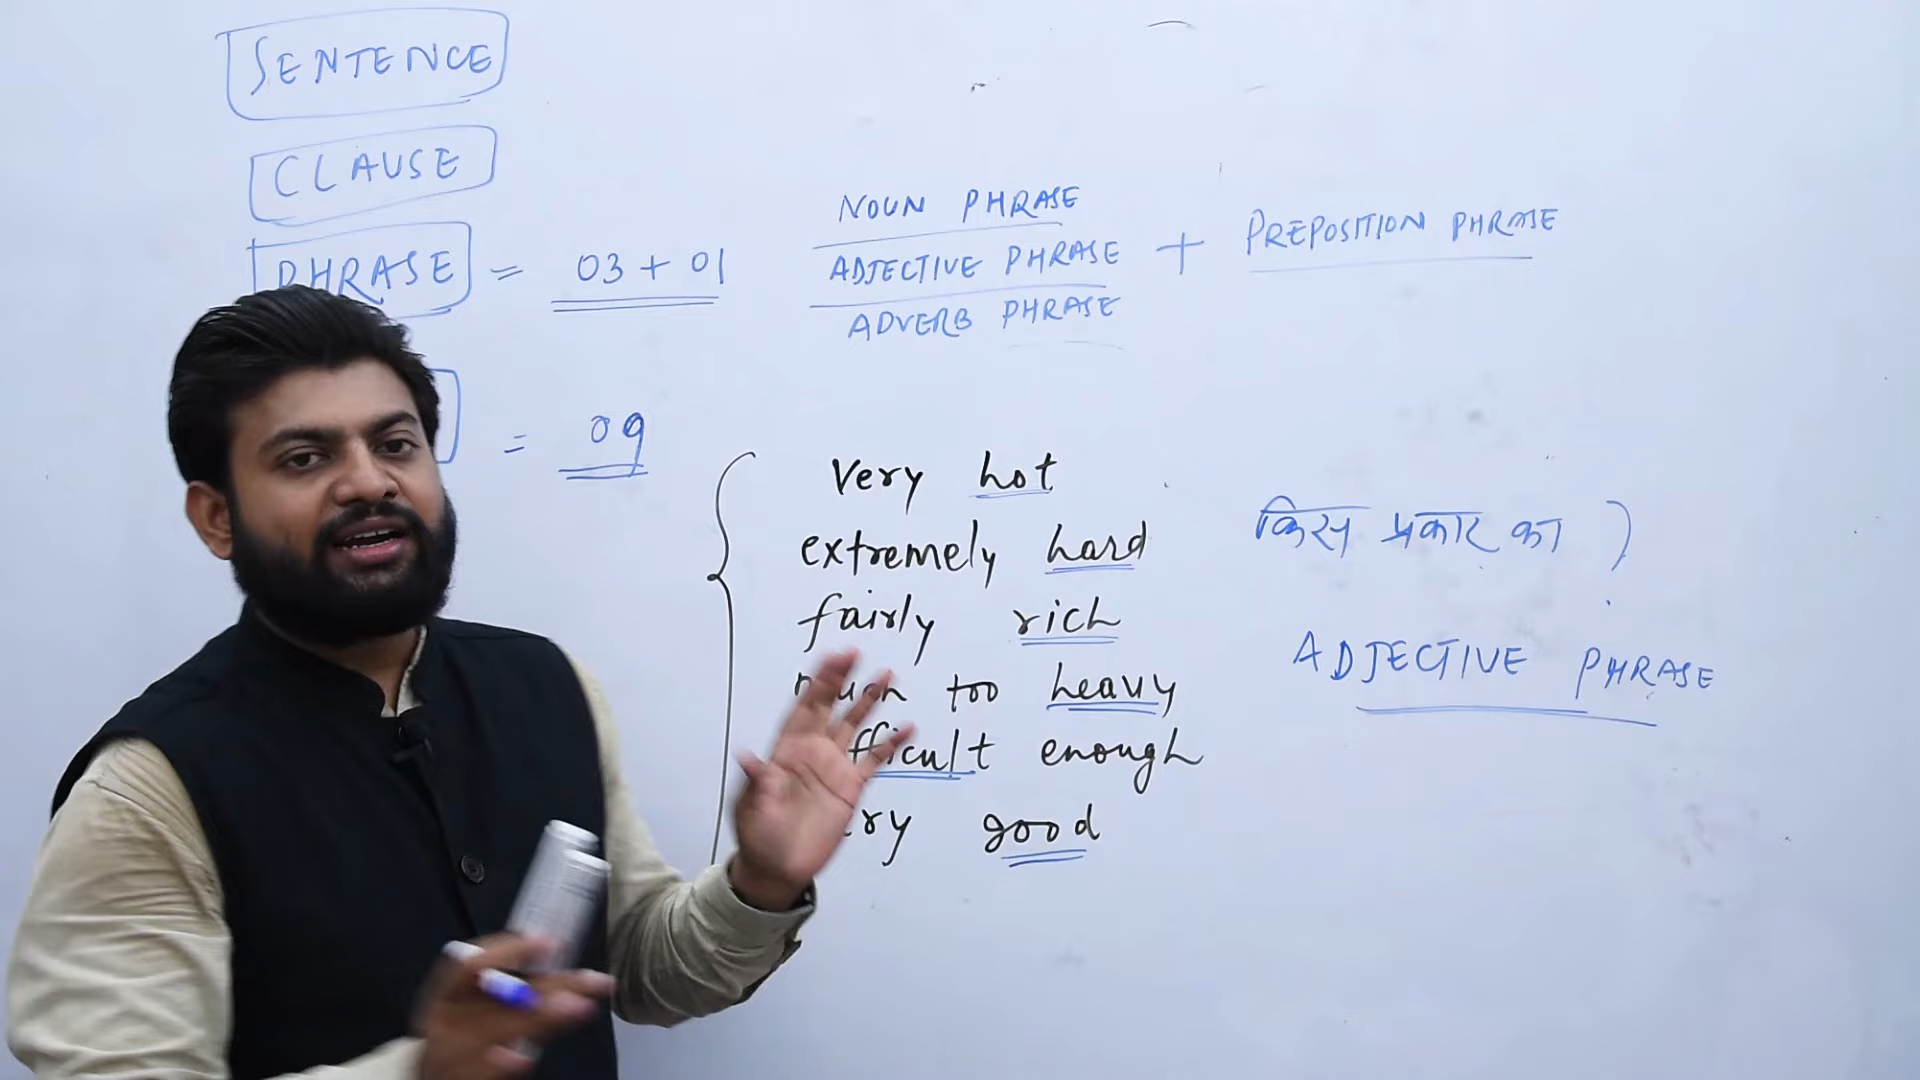 SENTENCE
CLAUSE
PHRASE = 03 + 01
NOUN PHRASE
ADJECTIVE PHRASE + PREPOSITION PHRASE
ADVERB PHRASE
= 09
Very hot
extremely hard
fairly rich
too heavy
enough
good
किस प्रकार का
ADJECTIVE PHRASE